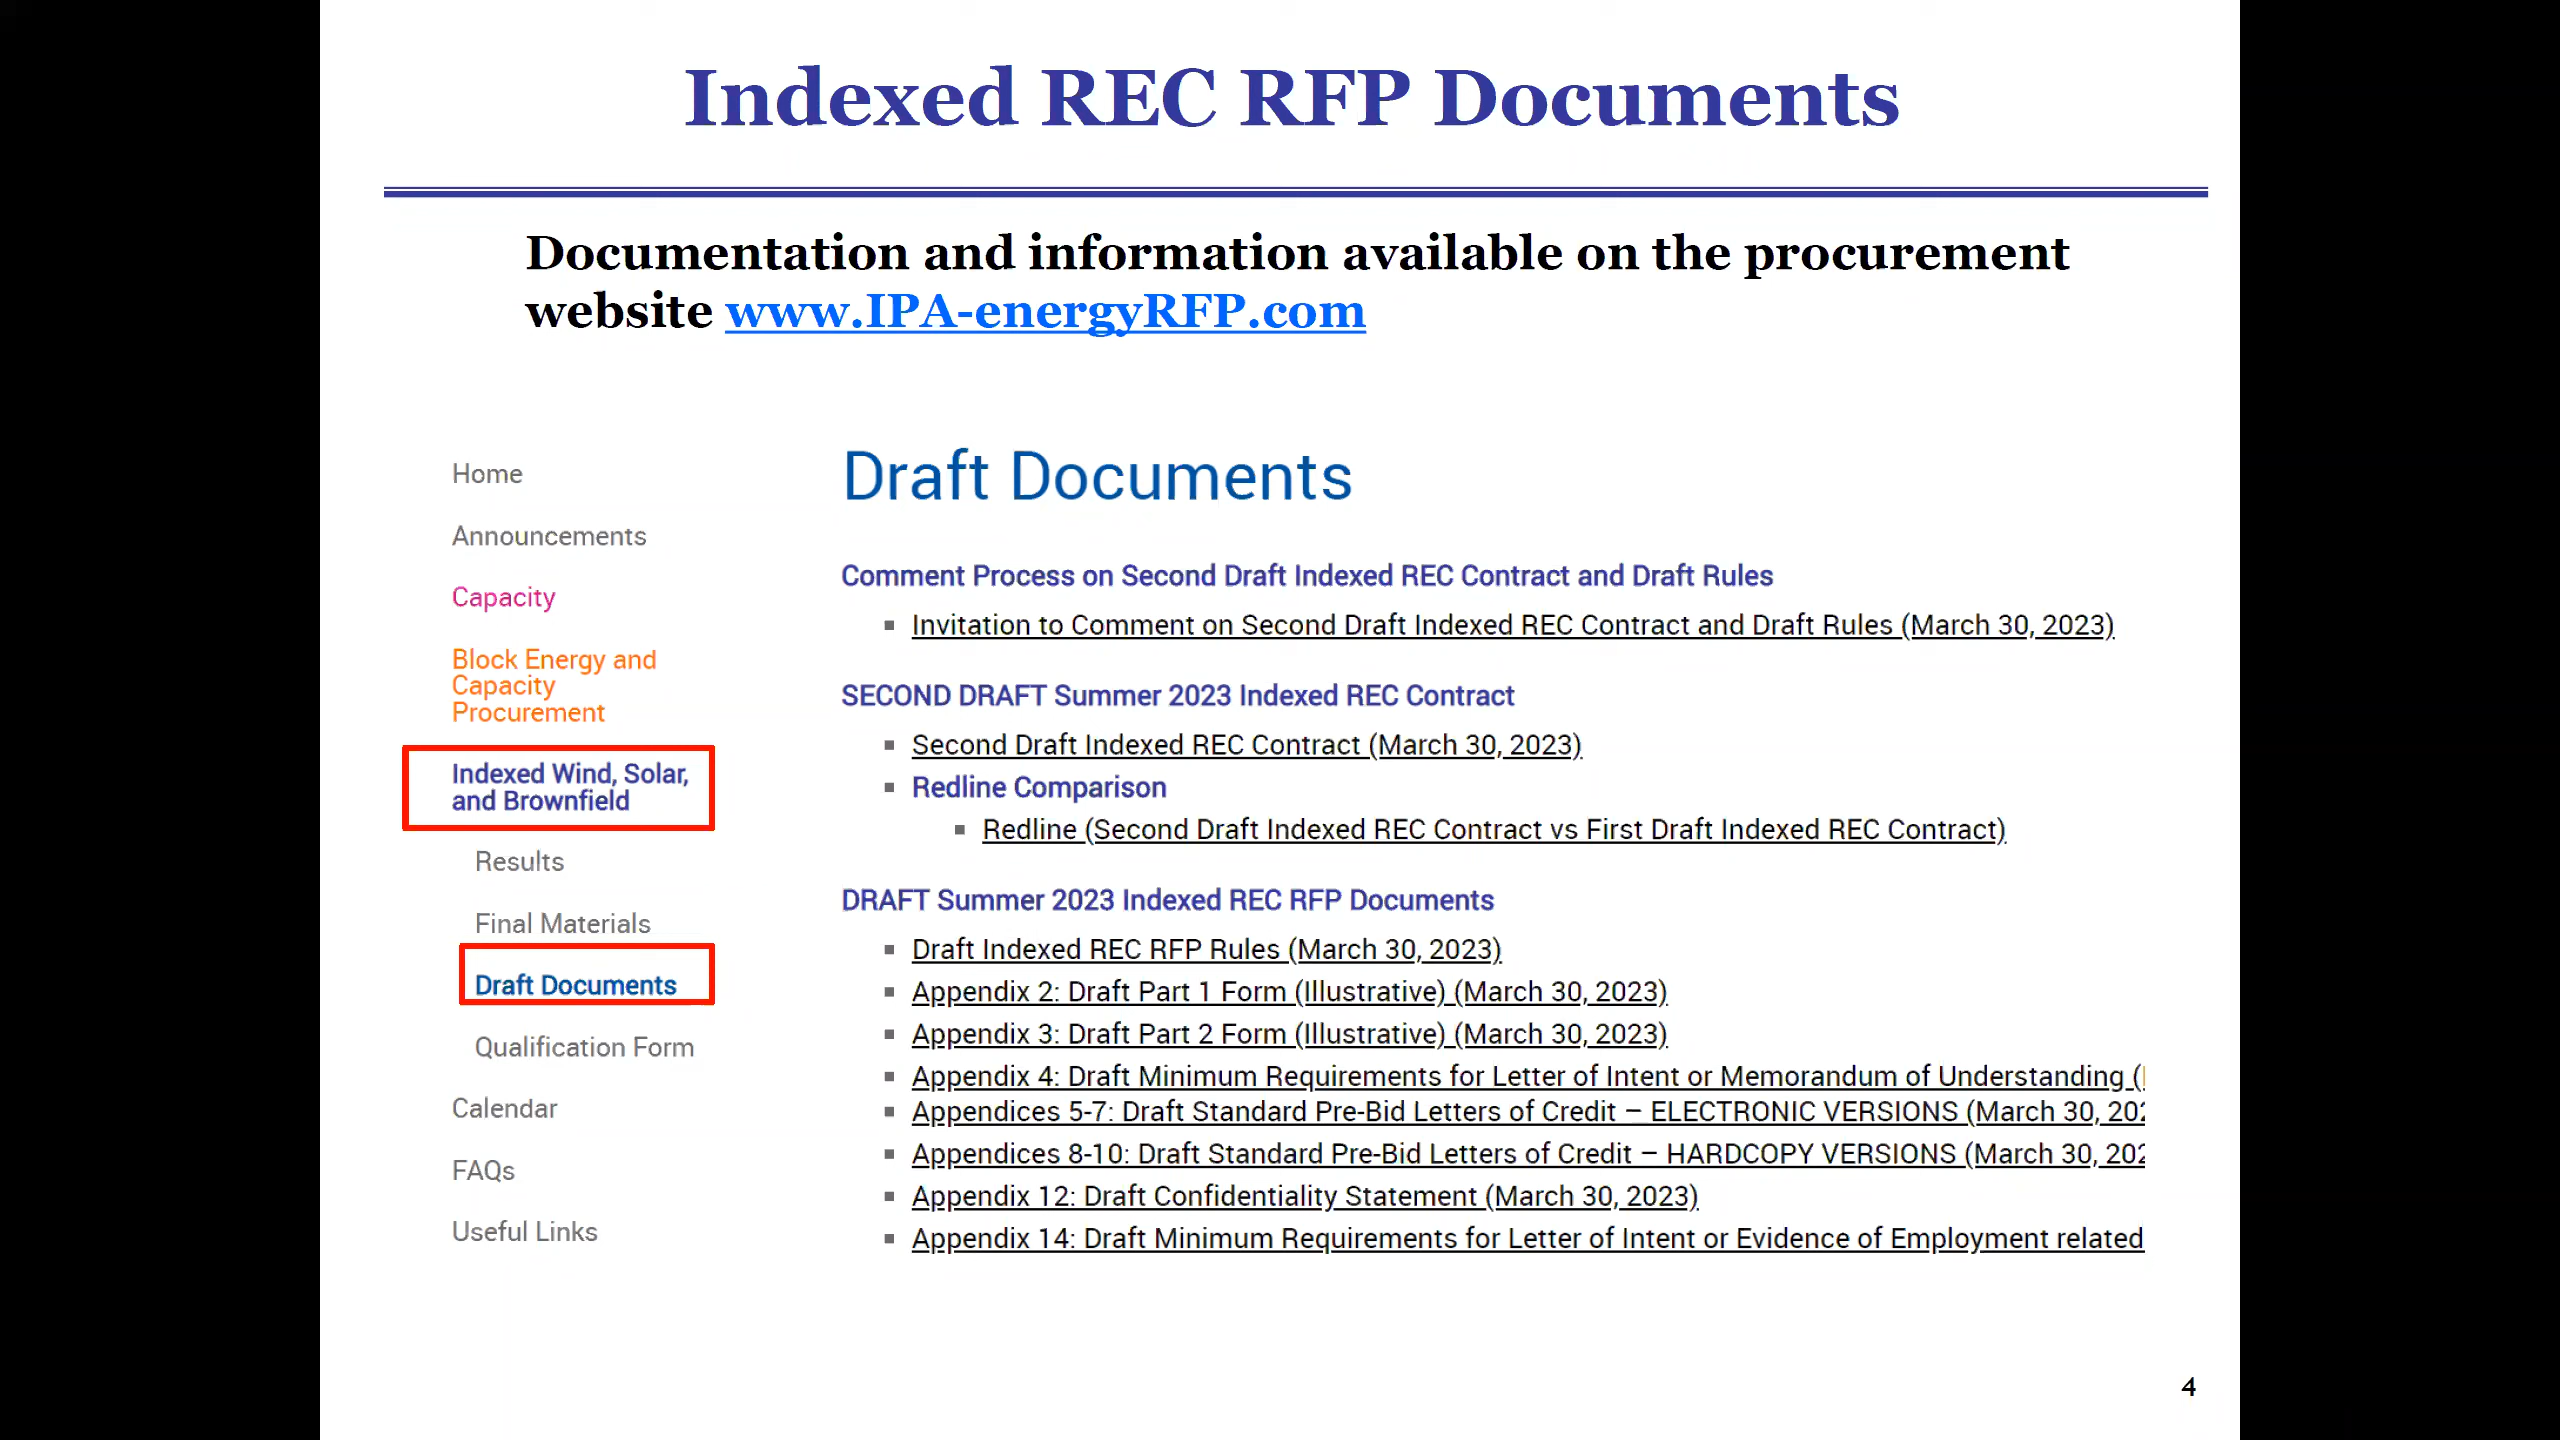 Indexed REC RFP Documents
Documentation and information available on the procurement
website www.IPA-energyRFP.com
Home
Announcements
Capacity
Block Energy and
Capacity
Procurement
Indexed Wind, Solar,
and Brownfield
Results
Final Materials
Draft Documents
Qualification Form
Calendar
FAQs
Useful Links
Draft Documents
Comment Process on Second Draft Indexed REC Contract and Draft Rules
Invitation to Comment on Second Draft Indexed REC Contract and Draft Rules (March 30, 2023)
SECOND DRAFT Summer 2023 Indexed REC Contract
Second Draft Indexed REC Contract (March 30, 2023)
Redline Comparison
Redline (Second Draft Indexed REC Contract vs First Draft Indexed REC Contract)
DRAFT Summer 2023 Indexed REC RFP Documents
Draft Indexed REC RFP Rules (March 30, 2023)
Appendix 2: Draft Part 1 Form (Illustrative) (March 30, 2023)
Appendix 3: Draft Part 2 Form (Illustrative) (March 30, 2023)
Appendix 4: Draft Minimum Requirements for Letter of Intent or Memorandum of Understanding (
Appendices 5-7: Draft Standard Pre-Bid Letters of Credit – ELECTRONIC VERSIONS (March 30, 202
Appendices 8-10: Draft Standard Pre-Bid Letters of Credit – HARDCOPY VERSIONS (March 30, 202
Appendix 12: Draft Confidentiality Statement (March 30, 2023)
Appendix 14: Draft Minimum Requirements for Letter of Intent or Evidence of Employment related
4